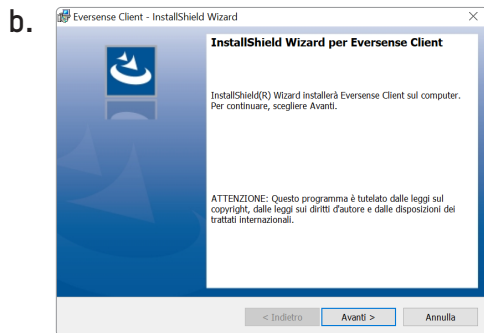 b.
Eversense Client - InstallShield Wizard
InstallShield Wizard per Eversense Client
InstallShield(R) Wizard installerà Eversense Client sul computer.
Per continuare, scegliere Avanti.
ATTENZIONE: Questo programma è tutelato dalle leggi sul
copyright, dalle leggi sui diritti d'autore e dalle disposizioni dei
trattati internazionali.
< Indietro
Avanti >
Annulla